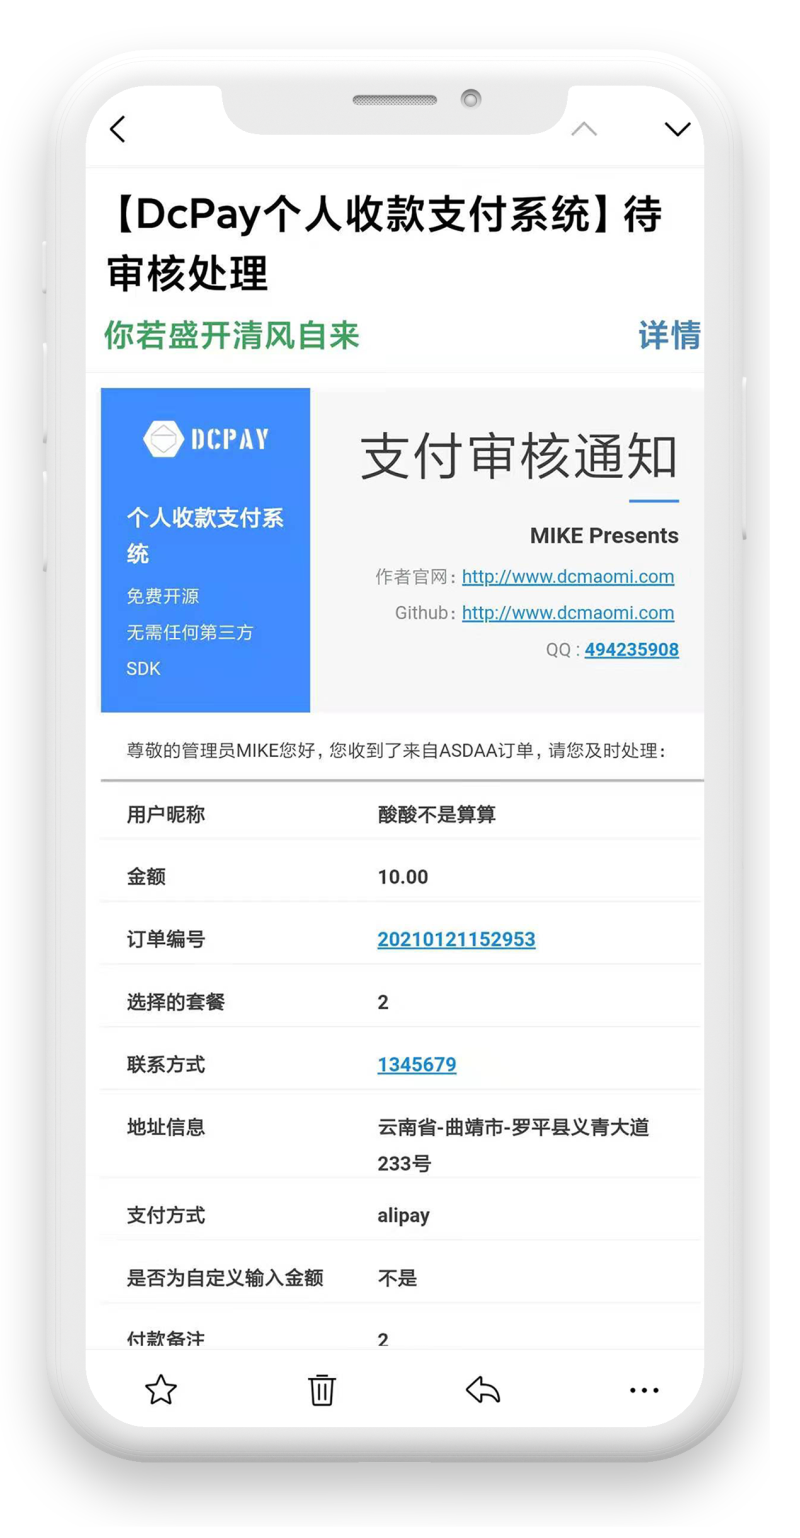 【DcPay个人收款支付系统】待
审核处理
你若盛开清风自来 详情
DCPAY
个人收款支付系
统
免费开源
无需任何第三方
SDK
支付审核通知
MIKE Presents
作者官网：http://www.dcmaomi.com
Github：http://www.dcmaomi.com
QQ : 494235908
尊敬的管理员MIKE您好，您收到了来自ASDAA订单，请您及时处理：
用户昵称 酸酸不是算算
金额 10.00
订单编号 20210121152953
选择的套餐 2
联系方式 1345679
地址信息 云南省-曲靖市-罗平县义青大道
233号
支付方式 alipay
是否为自定义输入金额 不是
付款备注 2